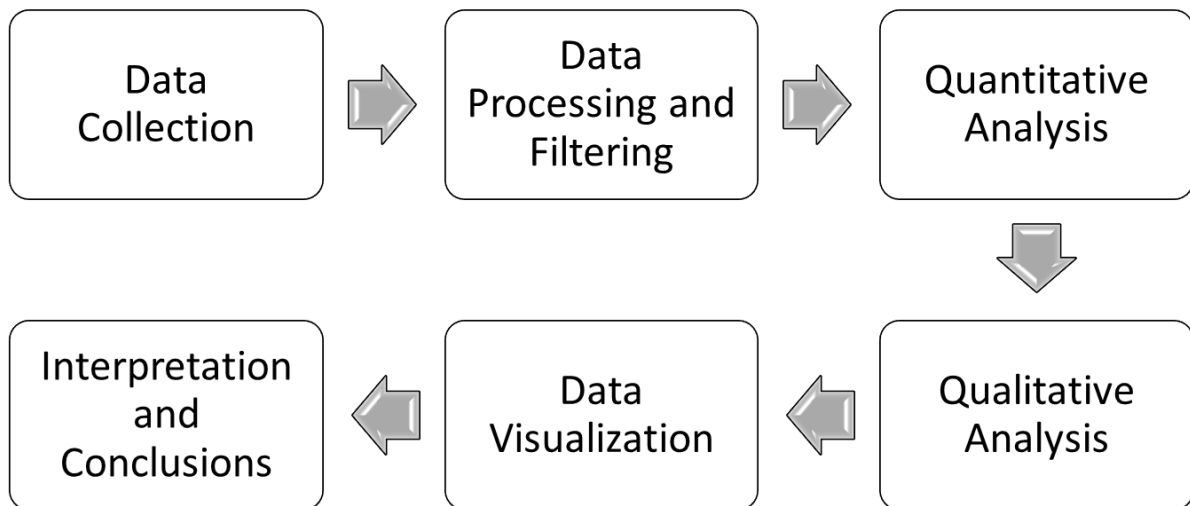 Data
Collection
Data
Processing and
Filtering
Quantitative
Analysis
Qualitative
Analysis
Data
Visualization
Interpretation
and
Conclusions